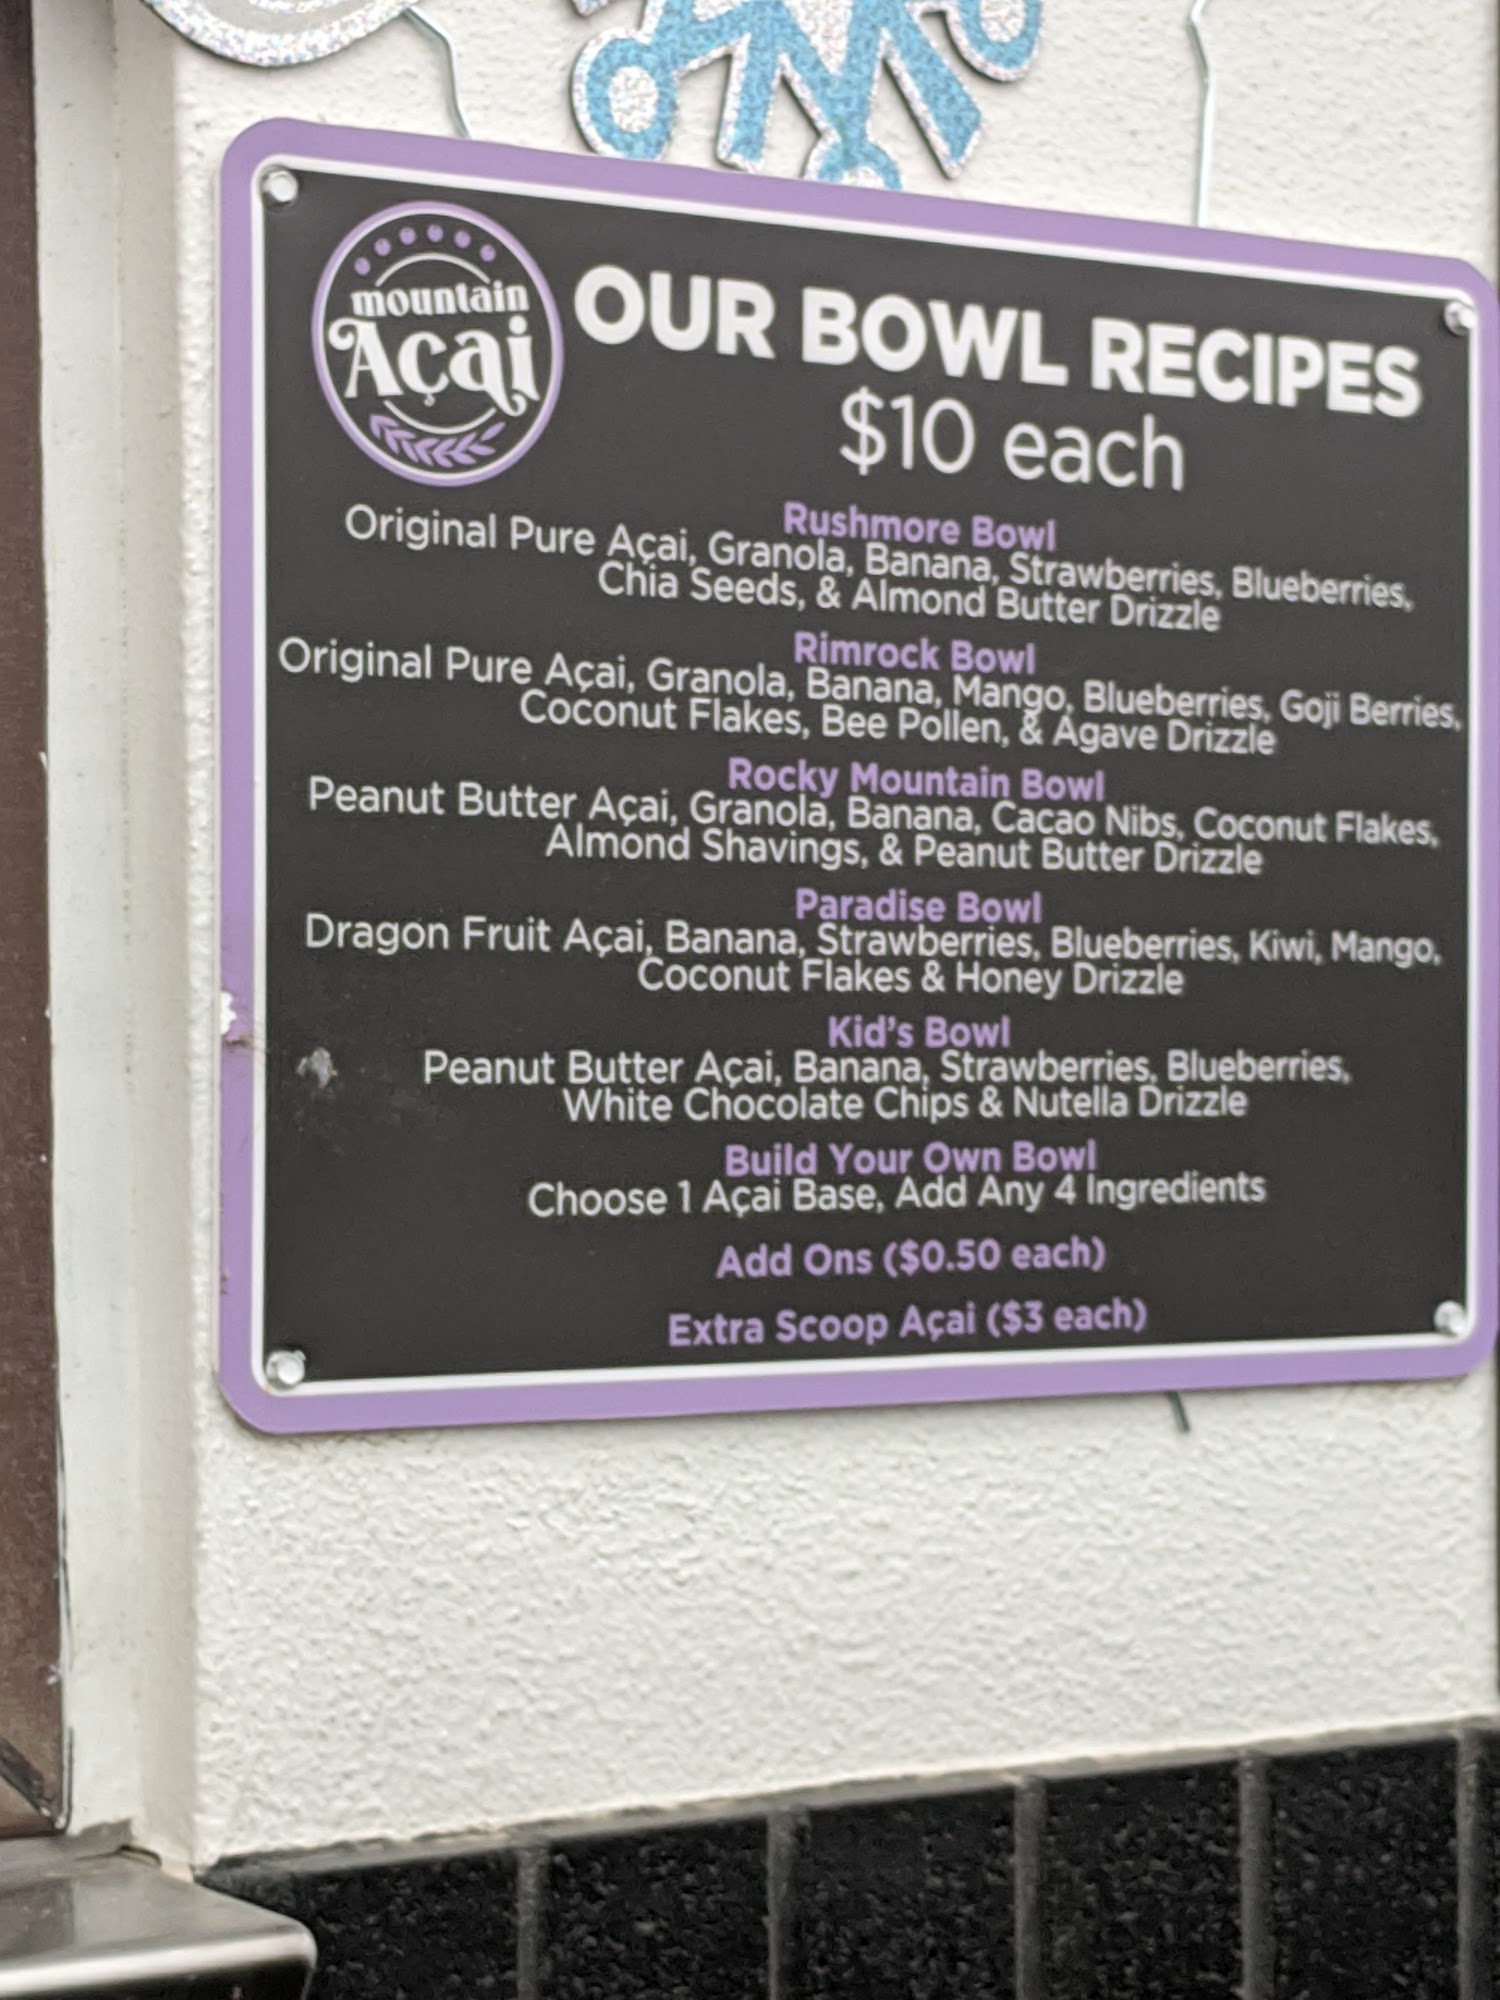 mountain
Açai
OUR BOWL RECIPES
$10 each
Rushmore Bowl
Original Pure Açai, Granola, Banana, Strawberries, Blueberries,
Chia Seeds, & Almond Butter Drizzle
Rimrock Bowl
Original Pure Açai, Granola, Banana, Mango, Blueberries, Goji Berries,
Coconut Flakes, Bee Pollen, & Agave Drizzle
Rocky Mountain Bowl
Peanut Butter Açai, Granola, Banana, Cacao Nibs, Coconut Flakes,
Almond Shavings, & Peanut Butter Drizzle
Paradise Bowl
Dragon Fruit Açai, Banana, Strawberries, Blueberries, Kiwi, Mango,
Coconut Flakes & Honey Drizzle
Kid's Bowl
Peanut Butter Açai, Banana, Strawberries, Blueberries,
White Chocolate Chips & Nutella Drizzle
Build Your Own Bowl
Choose 1 Açai Base, Add Any 4 Ingredients
Add Ons ($0.50 each)
Extra Scoop Açai ($3 each)